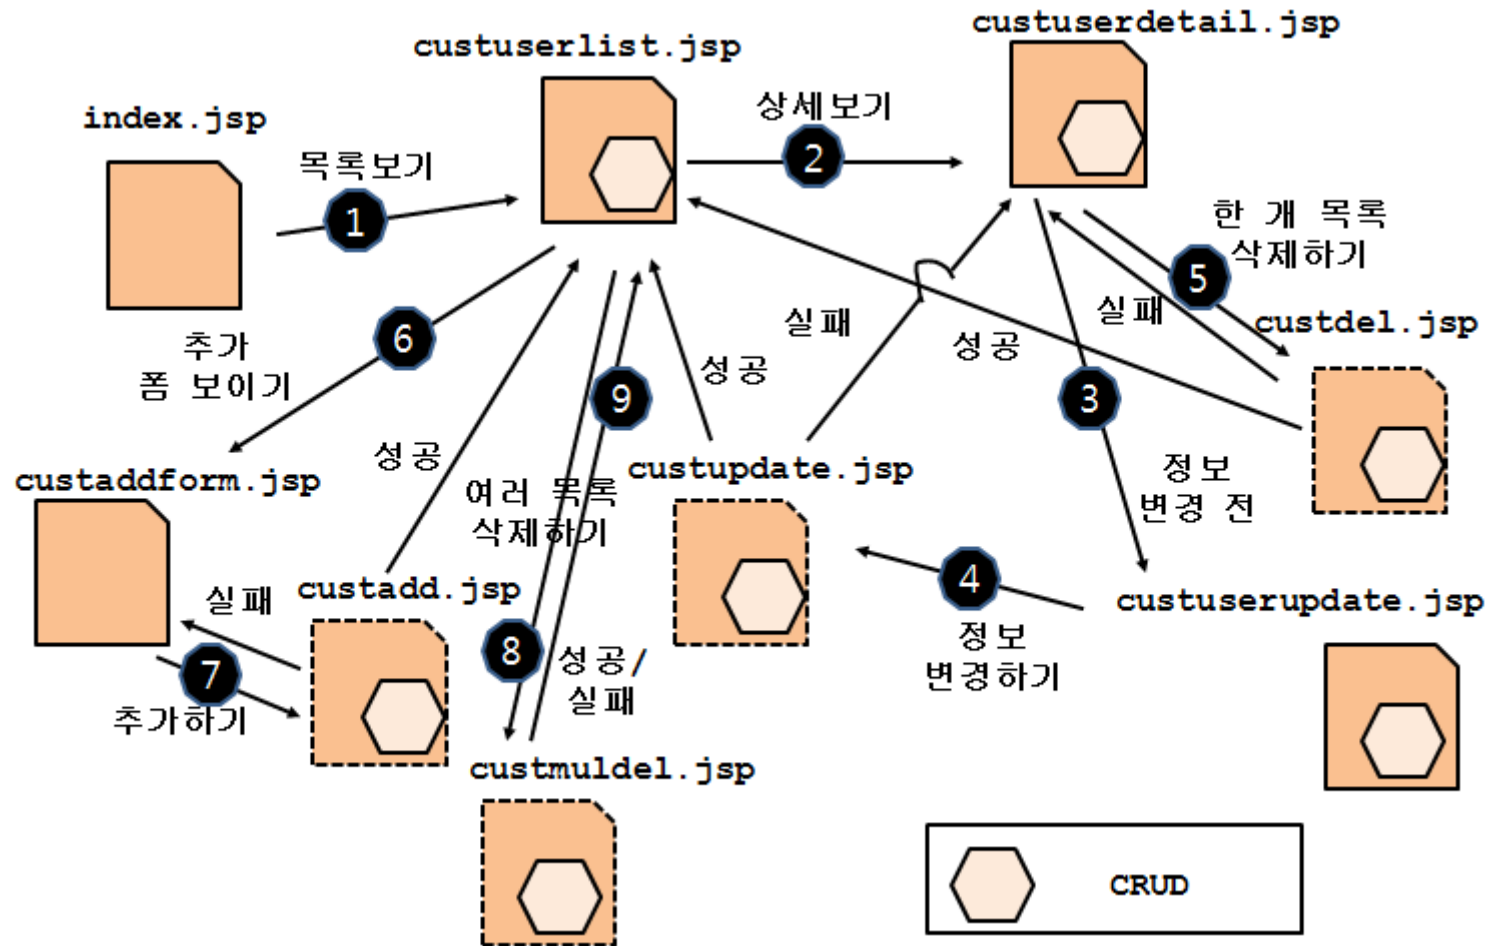 custuserdetail.jsp
custuserlist.jsp
index.jsp
상세보기
2
목록보기
1
한 개 목록
삭제하기
5
실패
custdel.jsp
실패
성공
6
추가
폼 보이기
성공
9
3
성공
custaddform.jsp
여러 목록
삭제하기
custupdate.jsp
정보
변경 전
실패
custadd.jsp
4
custuserupdate.jsp
정보
변경하기
7
추가하기
8
성공/
실패
custmuldel.jsp
CRUD